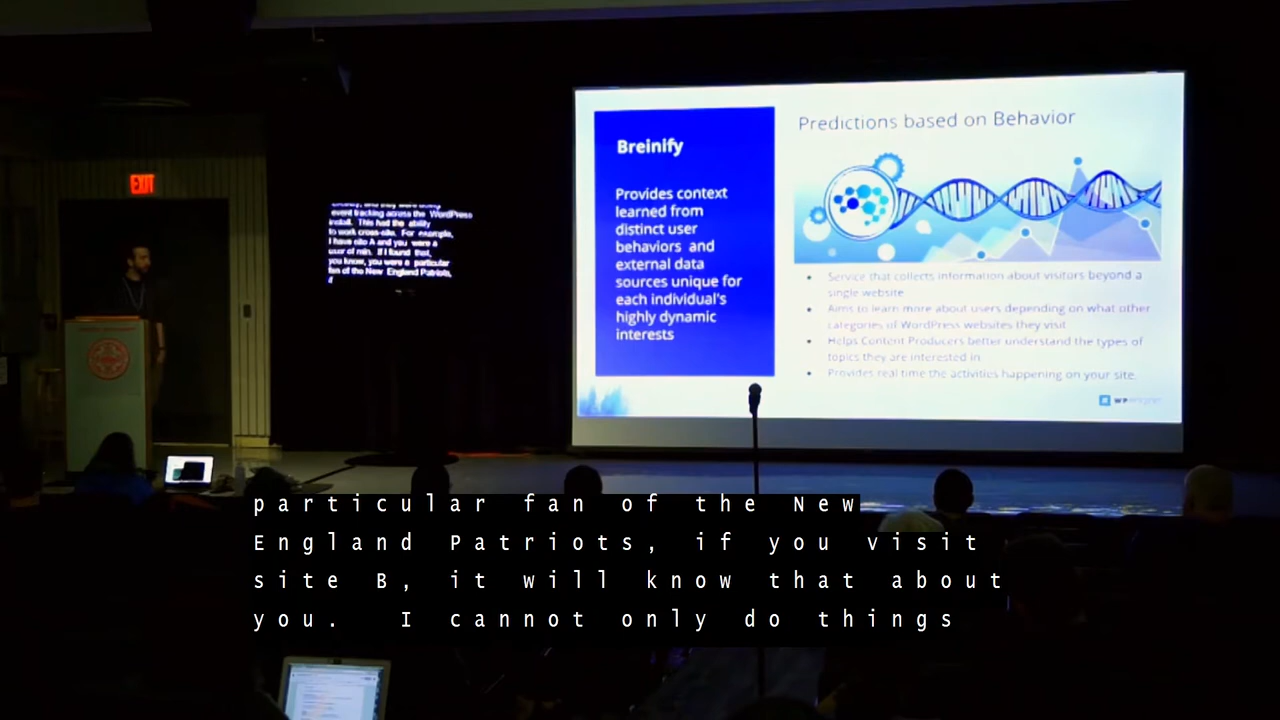 EXIT
event tracking across the WordPress
install. This had the ability
to work cross-site. For example,
I have site A and you were a
user of min. If I found that,
you know, you were a particular
fan of the New England Patriots,
if
Breinify
Provides context
learned from
distinct user
behaviors and
external data
sources unique for
each individual's
highly dynamic
interests
Predictions based on Behavior
• Service that collects information about visitors beyond a
single website
• Aims to learn more about users depending on what other
categories of WordPress websites they visit
• Helps Content Producers better understand the types of
topics they are interested in
• Provides real time the activities happening on your site.
WP engine
particular fan of the New
England Patriots, if you visit
site B, it will know that about
you. I cannot only do things